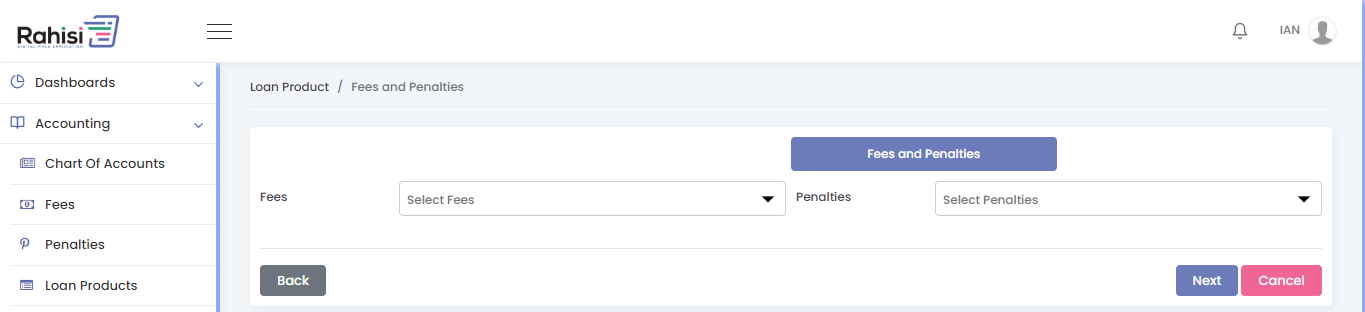 Rahisi
DIGITAL FIELD APPLICATION
IAN
Dashboards
Loan Product / Fees and Penalties
Accounting
Chart Of Accounts
Fees
Penalties
Loan Products
Fees and Penalties
Fees
Select Fees
Penalties
Select Penalties
Back
Next
Cancel